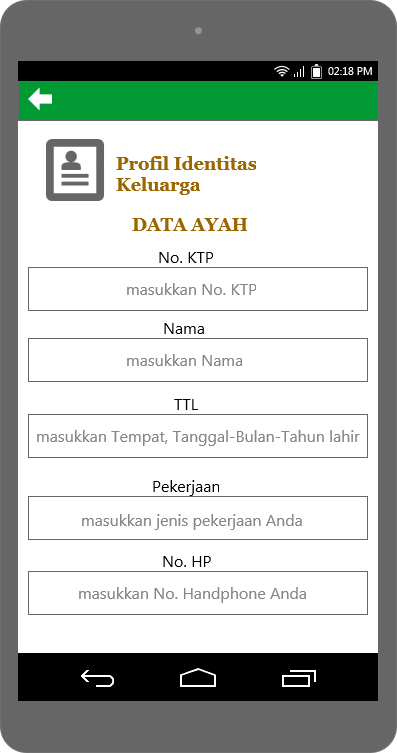 02:18 PM
Profil Identitas
Keluarga
DATA AYAH
No. KTP
masukkan No. KTP
Nama
masukkan Nama
TTL
masukkan Tempat, Tanggal-Bulan-Tahun lahir
Pekerjaan
masukkan jenis pekerjaan Anda
No. HP
masukkan No. Handphone Anda